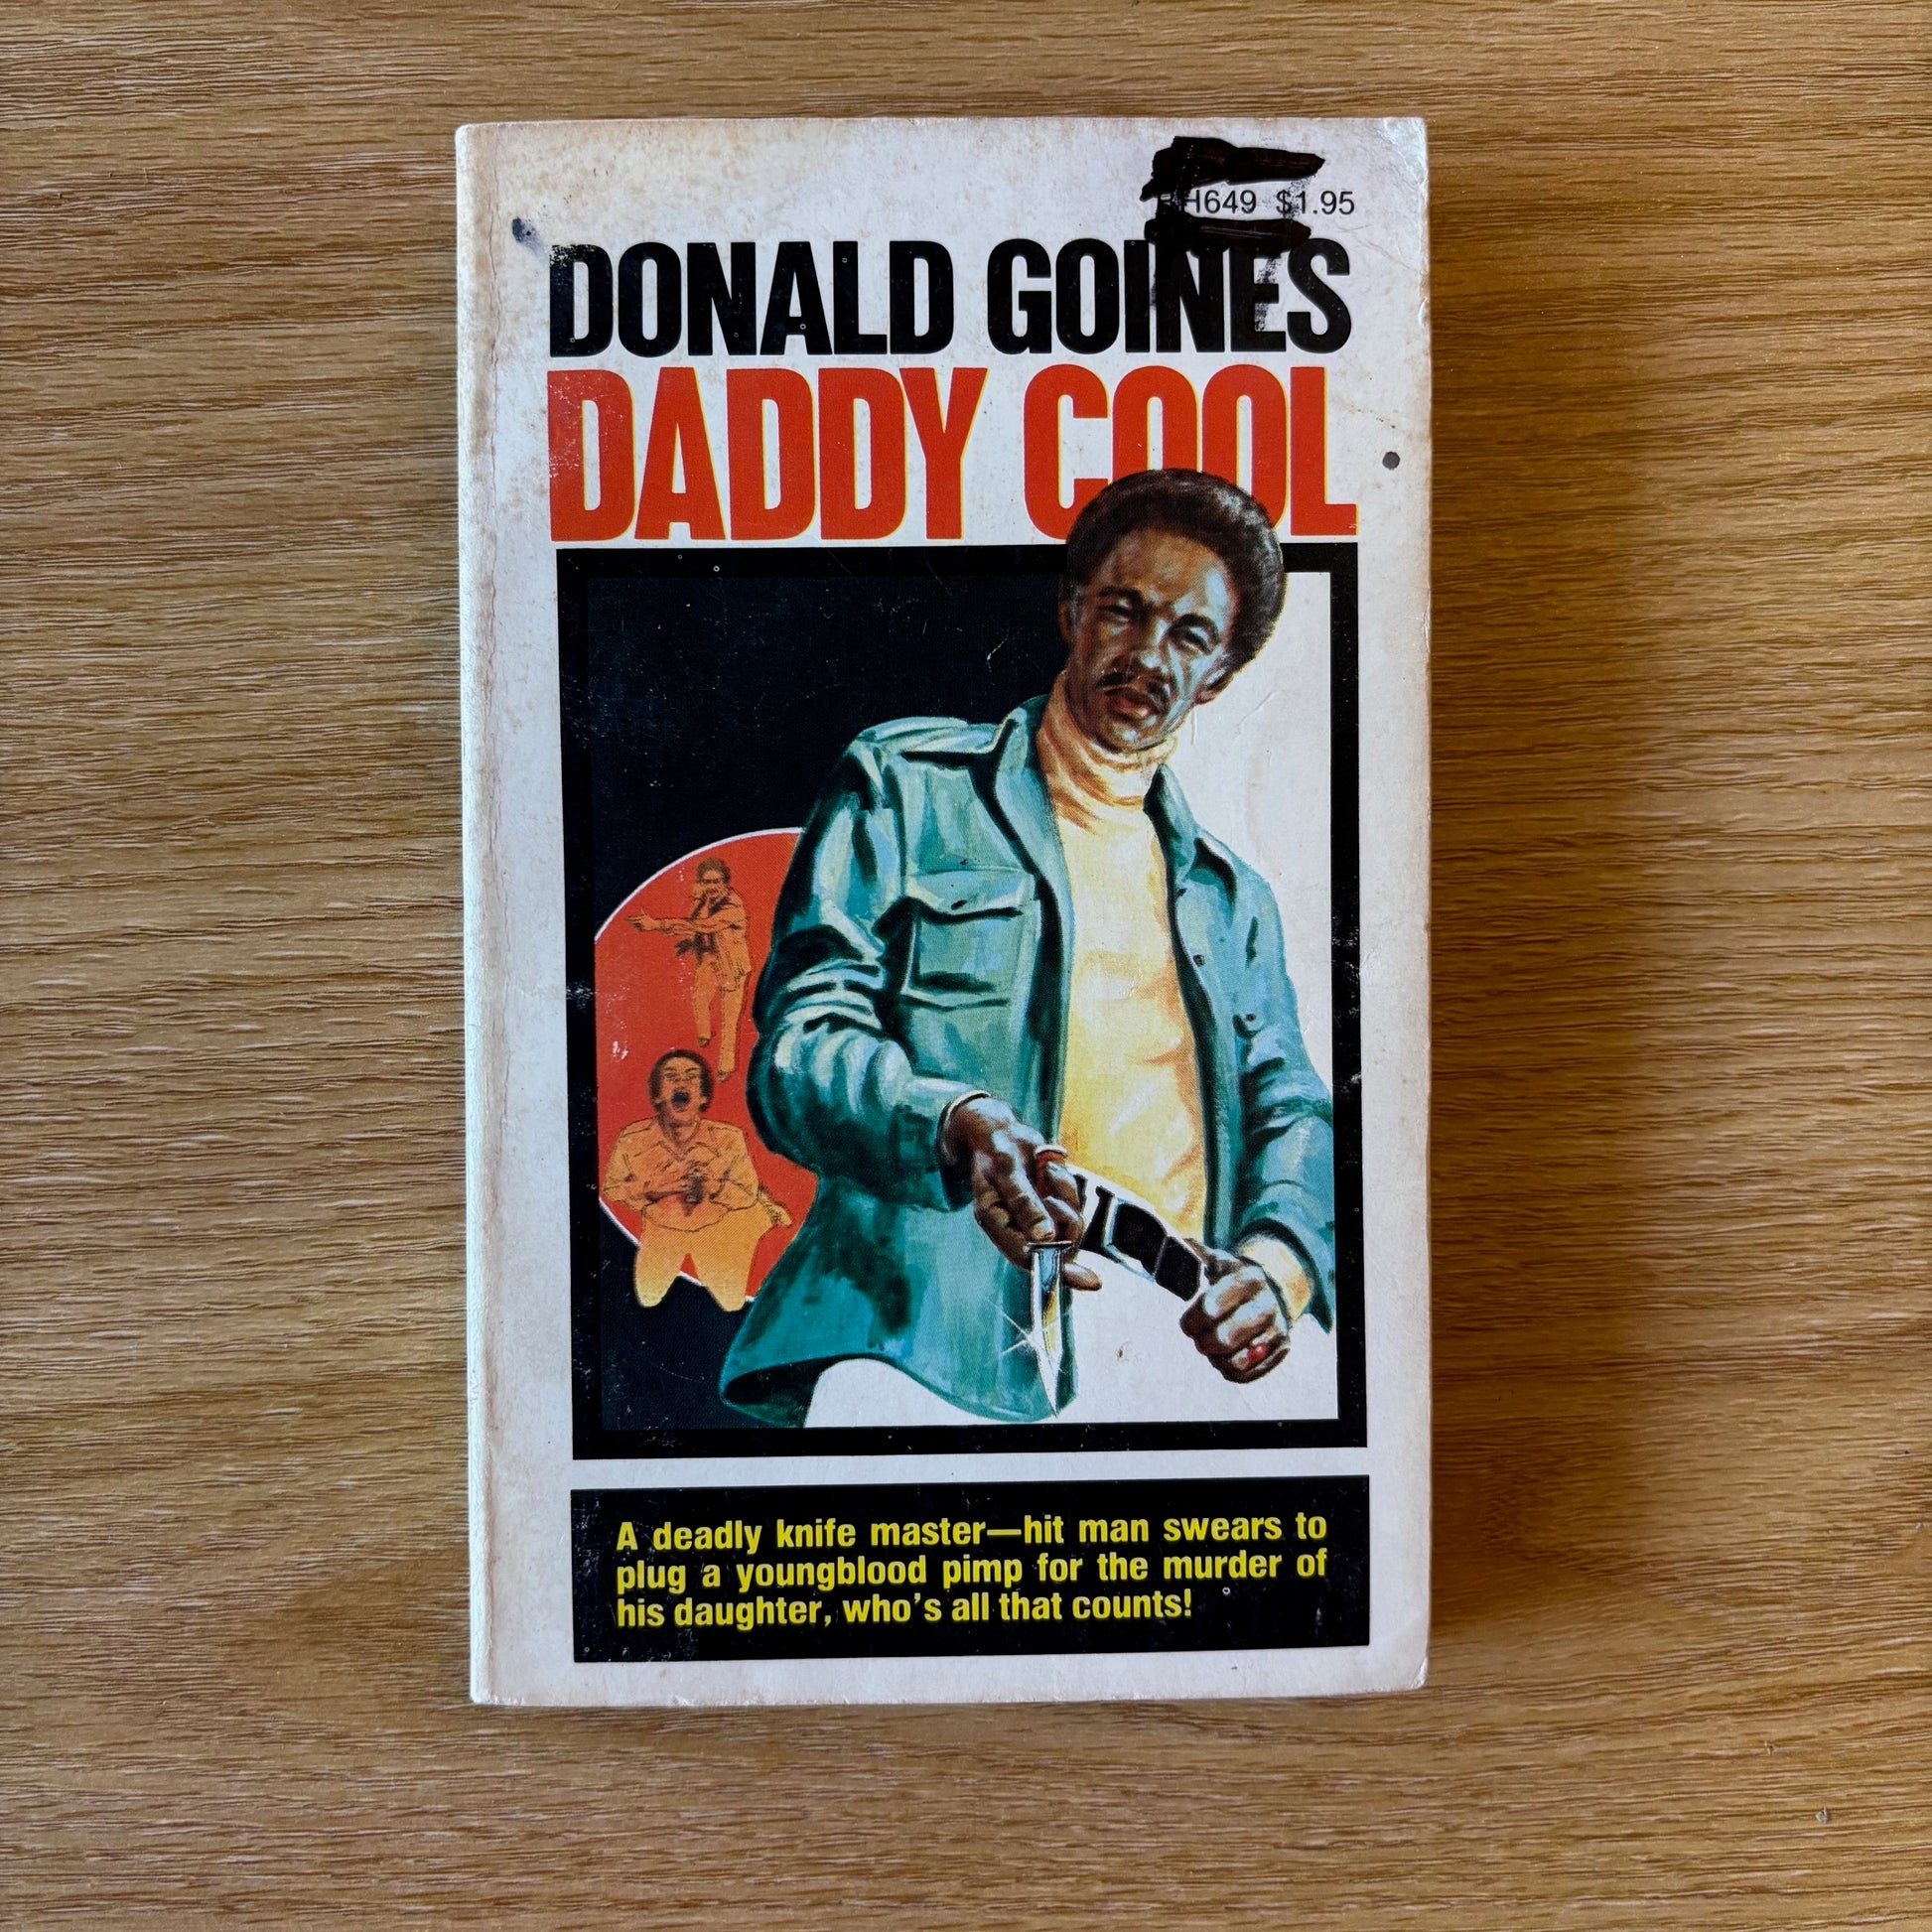 BH649 $1.95
DONALD GOINES
DADDY COOL
A deadly knife master—hit man swears to
plug a youngblood pimp for the murder of
his daughter, who's all that counts!